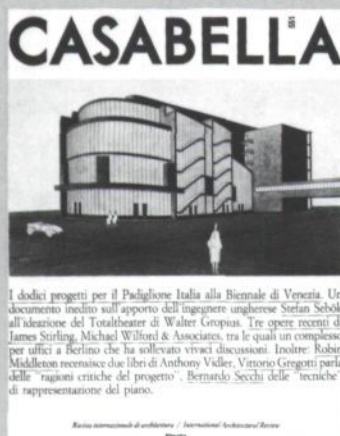 CASABELLA
551
I dodici progetti per il Padiglione Italia alla Biennale di Venezia. Un
documento inedito sull'apporto dell'ingegnere ungherese Stefan Sebök
all'ideazione del Totaltheater di Walter Gropius. Tre opere recenti di
James Stirling, Michael Wilford & Associates, tra le quali un complesso
per uffici a Berlino che ha sollevato vivaci discussioni. Inoltre: Robin
Middleton recensisce due libri di Anthony Vidler, Vittorio Gregotti parla
delle "ragioni critiche del progetto". Bernardo Secchi delle "tecniche"
di rappresentazione del piano.
Rivista internazionale di architettura / International Architectural Review